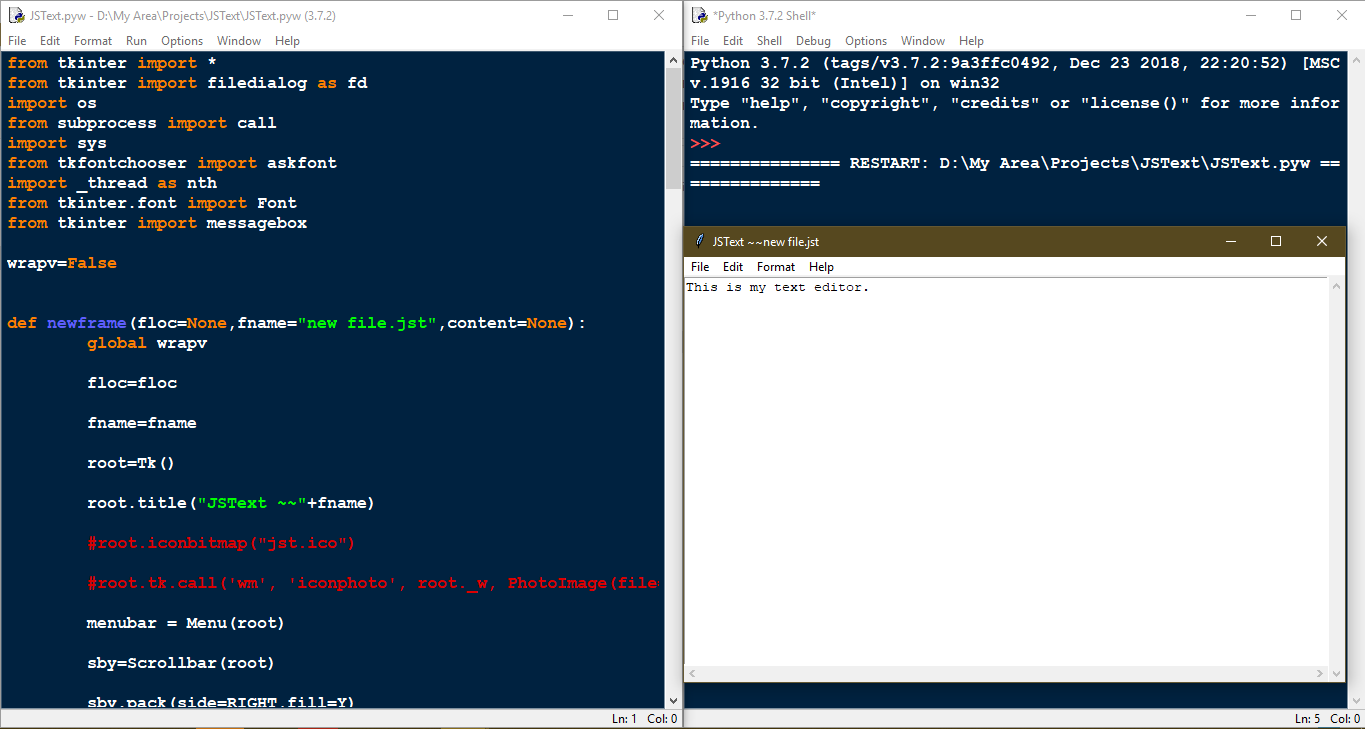 JSText.pyw - D:\My Area\Projects\JSText\JSText.pyw (3.7.2)
File Edit Format Run Options Window Help
from tkinter import *
from tkinter import filedialog as fd
import os
from subprocess import call
import sys
from tkfontchooser import askfont
import _thread as nth
from tkinter.font import Font
from tkinter import messagebox
wrapv=False
def newframe(floc=None,fname="new file.jst",content=None):
global wrapv
floc=floc
fname=fname
root=Tk()
root.title("JSText ~~"+fname)
#root.iconbitmap("jst.ico")
#root.tk.call('wm', 'iconphoto', root._w, PhotoImage(file
menubar = Menu(root)
sby=Scrollbar(root)
sby.pack(side=RIGHT,fill=Y)
Ln: 1 Col: 0
*Python 3.7.2 Shell*
File Edit Shell Debug Options Window Help
Python 3.7.2 (tags/v3.7.2:9a3ffc0492, Dec 23 2018, 22:20:52) [MSC
v.1916 32 bit (Intel)] on win32
Type "help", "copyright", "credits" or "license()" for more infor
mation.
>>>
=============== RESTART: D:\My Area\Projects\JSText\JSText.pyw ==
=============
JSText ~~new file.jst
File Edit Format Help
This is my text editor.
Ln: 5 Col: 0